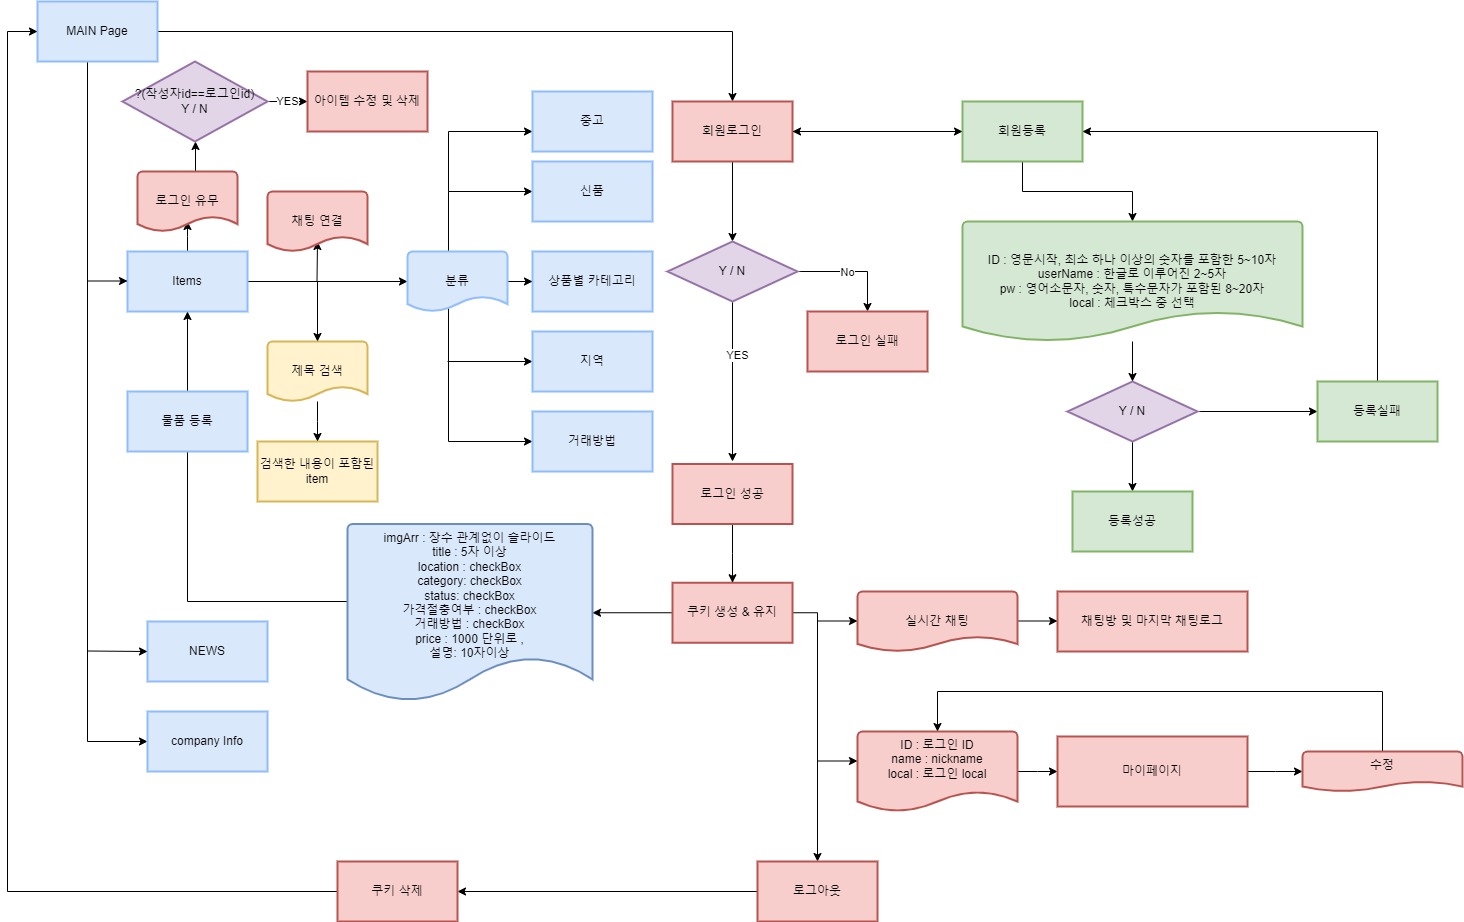 MAIN Page
?(작성자id==로그인id)
Y / N
YES
아이템 수정 및 삭제
로그인 유무
채팅 연결
Items
분류
중고
신품
상품별 카테고리
지역
거래방법
제목 검색
검색한 내용이 포함된
item
물품 등록
회원로그인
회원등록
Y / N
No
로그인 실패
YES
로그인 성공
ID : 영문시작, 최소 하나 이상의 숫자를 포함한 5~10자
userName : 한글로 이루어진 2~5자
pw : 영어소문자, 숫자, 특수문자가 포함된 8~20자
local : 체크박스 중 선택
Y / N
등록실패
등록성공
imgArr : 장수 관계없이 슬라이드
title : 5자 이상
location : checkBox
category: checkBox
status: checkBox
가격절충여부 : checkBox
거래방법 : checkBox
price : 1000 단위로 ,
설명: 10자이상
쿠키 생성 & 유지
실시간 채팅
채팅방 및 마지막 채팅로그
NEWS
company Info
ID : 로그인 ID
name : nickname
local : 로그인 local
마이페이지
수정
쿠키 삭제
로그아웃